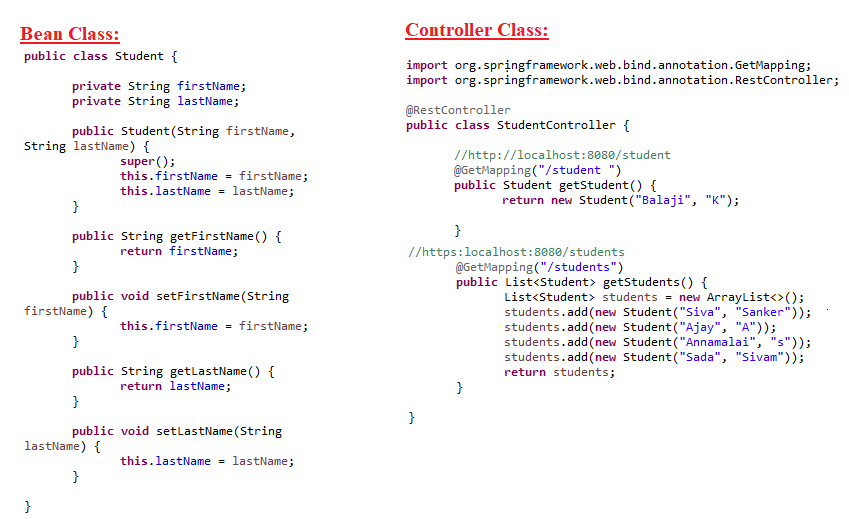 Bean Class:
public class Student {
private String firstName;
private String lastName;
public Student(String firstName,
String lastName) {
super();
this.firstName = firstName;
this.lastName = lastName;
}
public String getFirstName() {
return firstName;
}
public void setFirstName(String
firstName) {
this.firstName = firstName;
}
public String getLastName() {
return lastName;
}
public void setLastName(String
lastName) {
this.lastName = lastName;
}
}
Controller Class:
import org.springframework.web.bind.annotation.GetMapping;
import org.springframework.web.bind.annotation.RestController;
@RestController
public class StudentController {
//http://localhost:8080/student
@GetMapping("/student ")
public Student getStudent() {
return new Student("Balaji", "K");
}
//https:localhost:8080/students
@GetMapping("/students")
public List<Student> getStudents() {
List<Student> students = new ArrayList<>();
students.add(new Student("Siva", "Sanker"));
students.add(new Student("Ajay", "A"));
students.add(new Student("Annamalai", "s"));
students.add(new Student("Sada", "Sivam"));
return students;
}
}